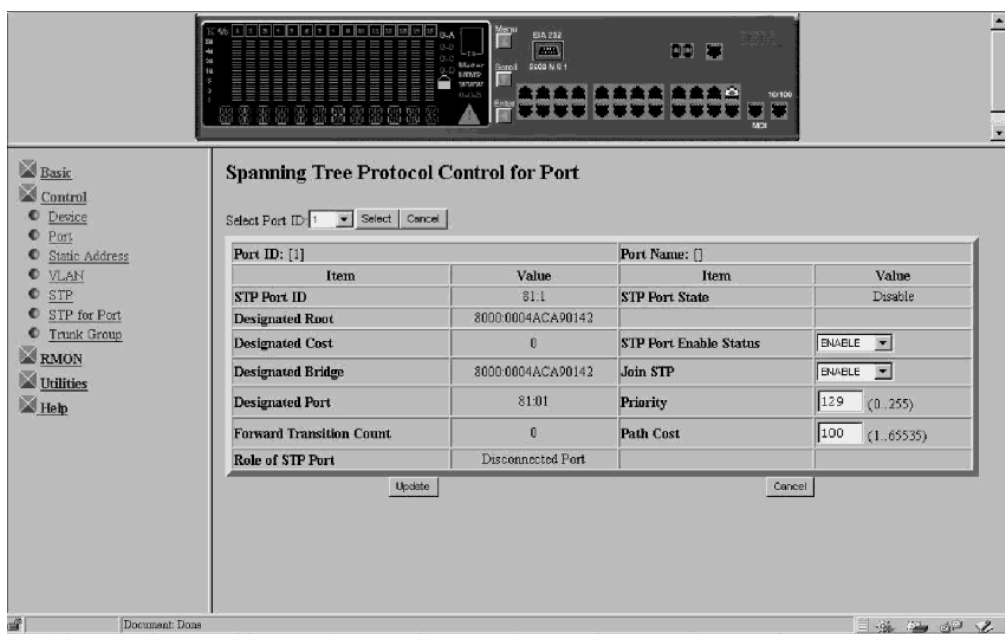 Menu
EIA 232
Scroll
9600 N 8 1
Master
Enter
10/100
MDI
Basic
Control
Device
Port
Static Address
VLAN
STP
STP for Port
Trunk Group
RMON
Utilities
Help
Spanning Tree Protocol Control for Port
Select Port ID: 1 Select Cancel
Port ID: [1] Port Name: []
Item Value Item Value
STP Port ID 81:1 STP Port State Disable
Designated Root 8000:0004ACA90142
Designated Cost 0 STP Port Enable Status ENABLE
Designated Bridge 8000:0004ACA90142 Join STP ENABLE
Designated Port 81:01 Priority 129 (0..255)
Forward Transition Count 0 Path Cost 100 (1..65535)
Role of STP Port Disconnected Port
Update Cancel
Document: Done